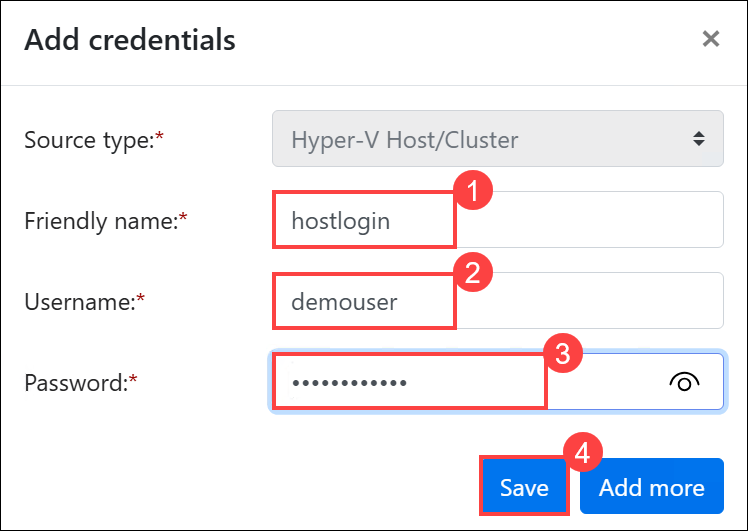 Add credentials ×
Source type:* Hyper-V Host/Cluster
1
Friendly name:* hostlogin
2
Username:* demouser
3
Password:* ••••••••••••
4
Save Add more